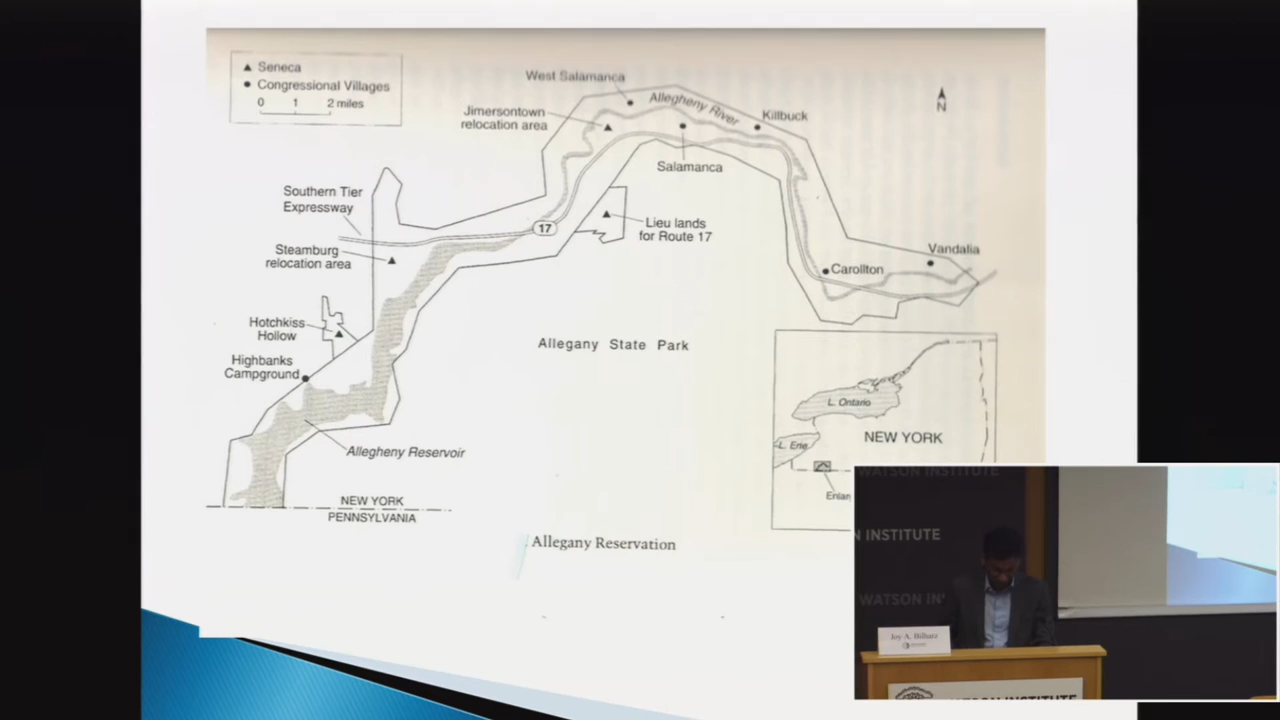 Seneca
Congressional Villages
0 1 2 miles
West Salamanca
Allegheny River
Killbuck
N
Jimersontown
relocation area
Salamanca
Southern Tier
Expressway
17
Lieu lands
for Route 17
Steamburg
relocation area
Vandalia
Carollton
Hotchkiss
Hollow
Allegany State Park
Highbanks
Campground
L. Ontario
NEW YORK
L. Erie
Allegheny Reservoir
NEW YORK
PENNSYLVANIA
Allegany Reservation
WATSON INSTITUTE
N INSTITUTE
WATSON IN
Joy A. Bilharz
WATSON INSTITUTE